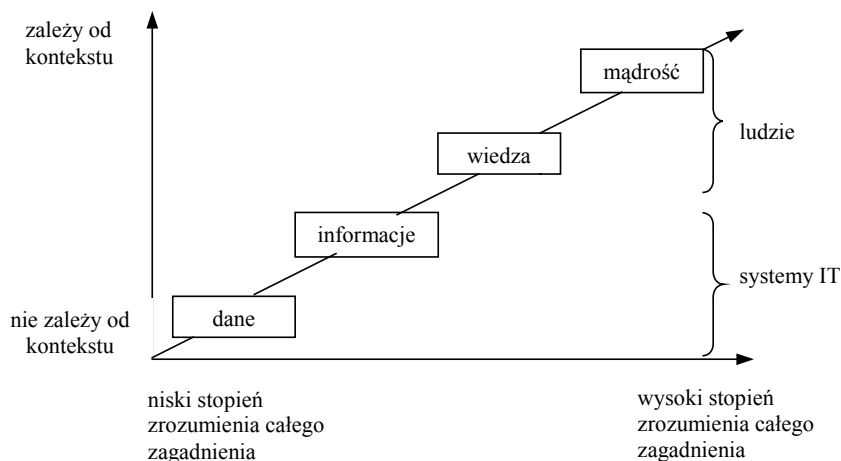 zależy od
kontekstu
mądrość
ludzie
wiedza
informacje
systemy IT
dane
nie zależy od
kontekstu
niski stopień
zrozumienia całego
zagadnienia
wysoki stopień
zrozumienia całego
zagadnienia